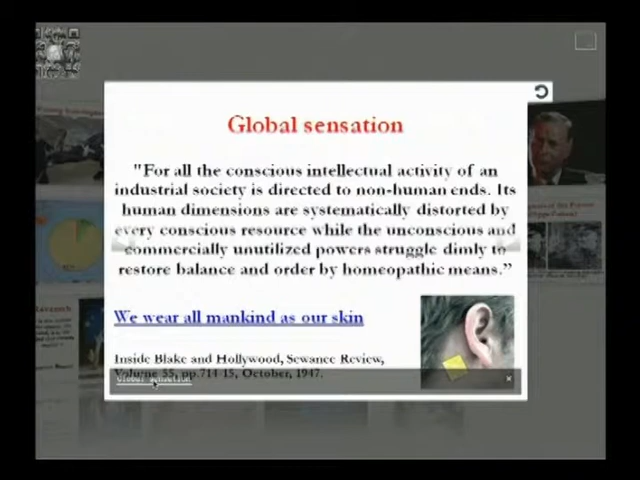 Global sensation
"For all the conscious intellectual activity of an
industrial society is directed to non-human ends. Its
human dimensions are systematically distorted by
every conscious resource while the unconscious and
commercially unutilized powers struggle dimly to
restore balance and order by homeopathic means.”
We wear all mankind as our skin
Inside Blake and Hollywood, Sewanee Review,
Volume 55, pp.714-15, October, 1947.
Global sensation